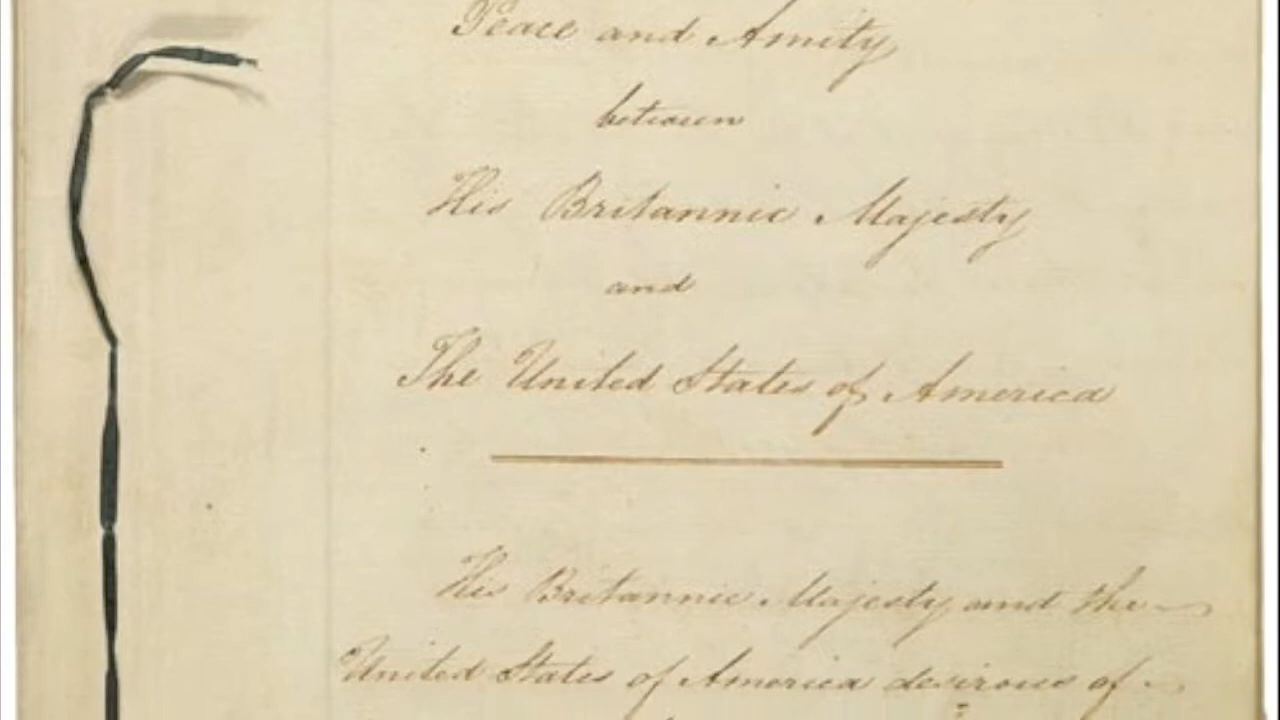 Peace and Amity
between
His Britannic Majesty
and
The United States of America
His Britannic Majesty and the
United States of America desirous of